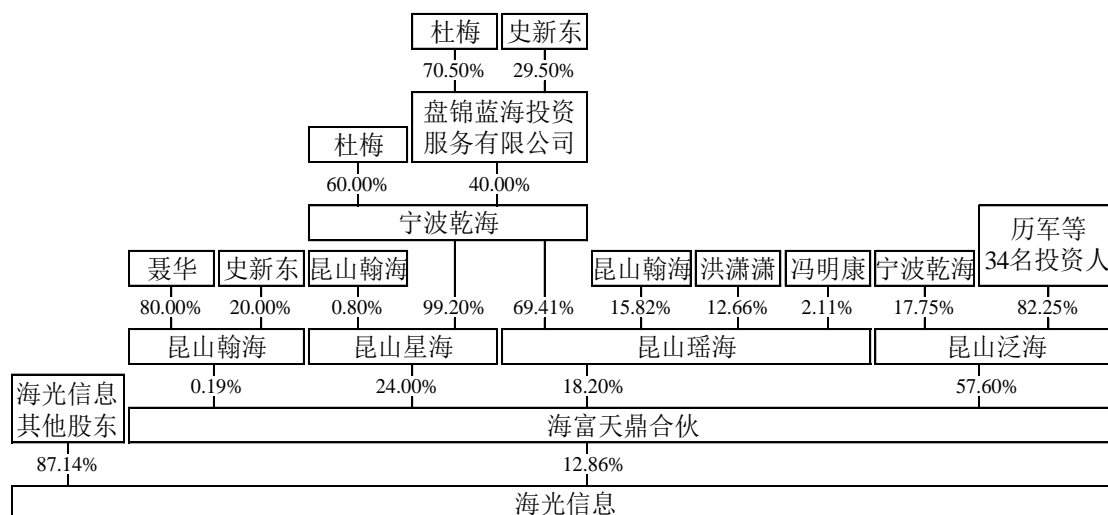 杜梅
史新东
70.50%
29.50%
盘锦蓝海投资
服务有限公司
杜梅
60.00%
40.00%
宁波乾海
历军等
34名投资人
聂华
史新东
昆山翰海
昆山翰海
洪潇潇
冯明康
宁波乾海
80.00%
20.00%
0.80%
99.20%
69.41%
15.82%
12.66%
2.11%
17.75%
82.25%
昆山翰海
昆山星海
昆山瑶海
昆山泛海
海光信息
其他股东
0.19%
24.00%
18.20%
57.60%
海富天鼎合伙
87.14%
12.86%
海光信息